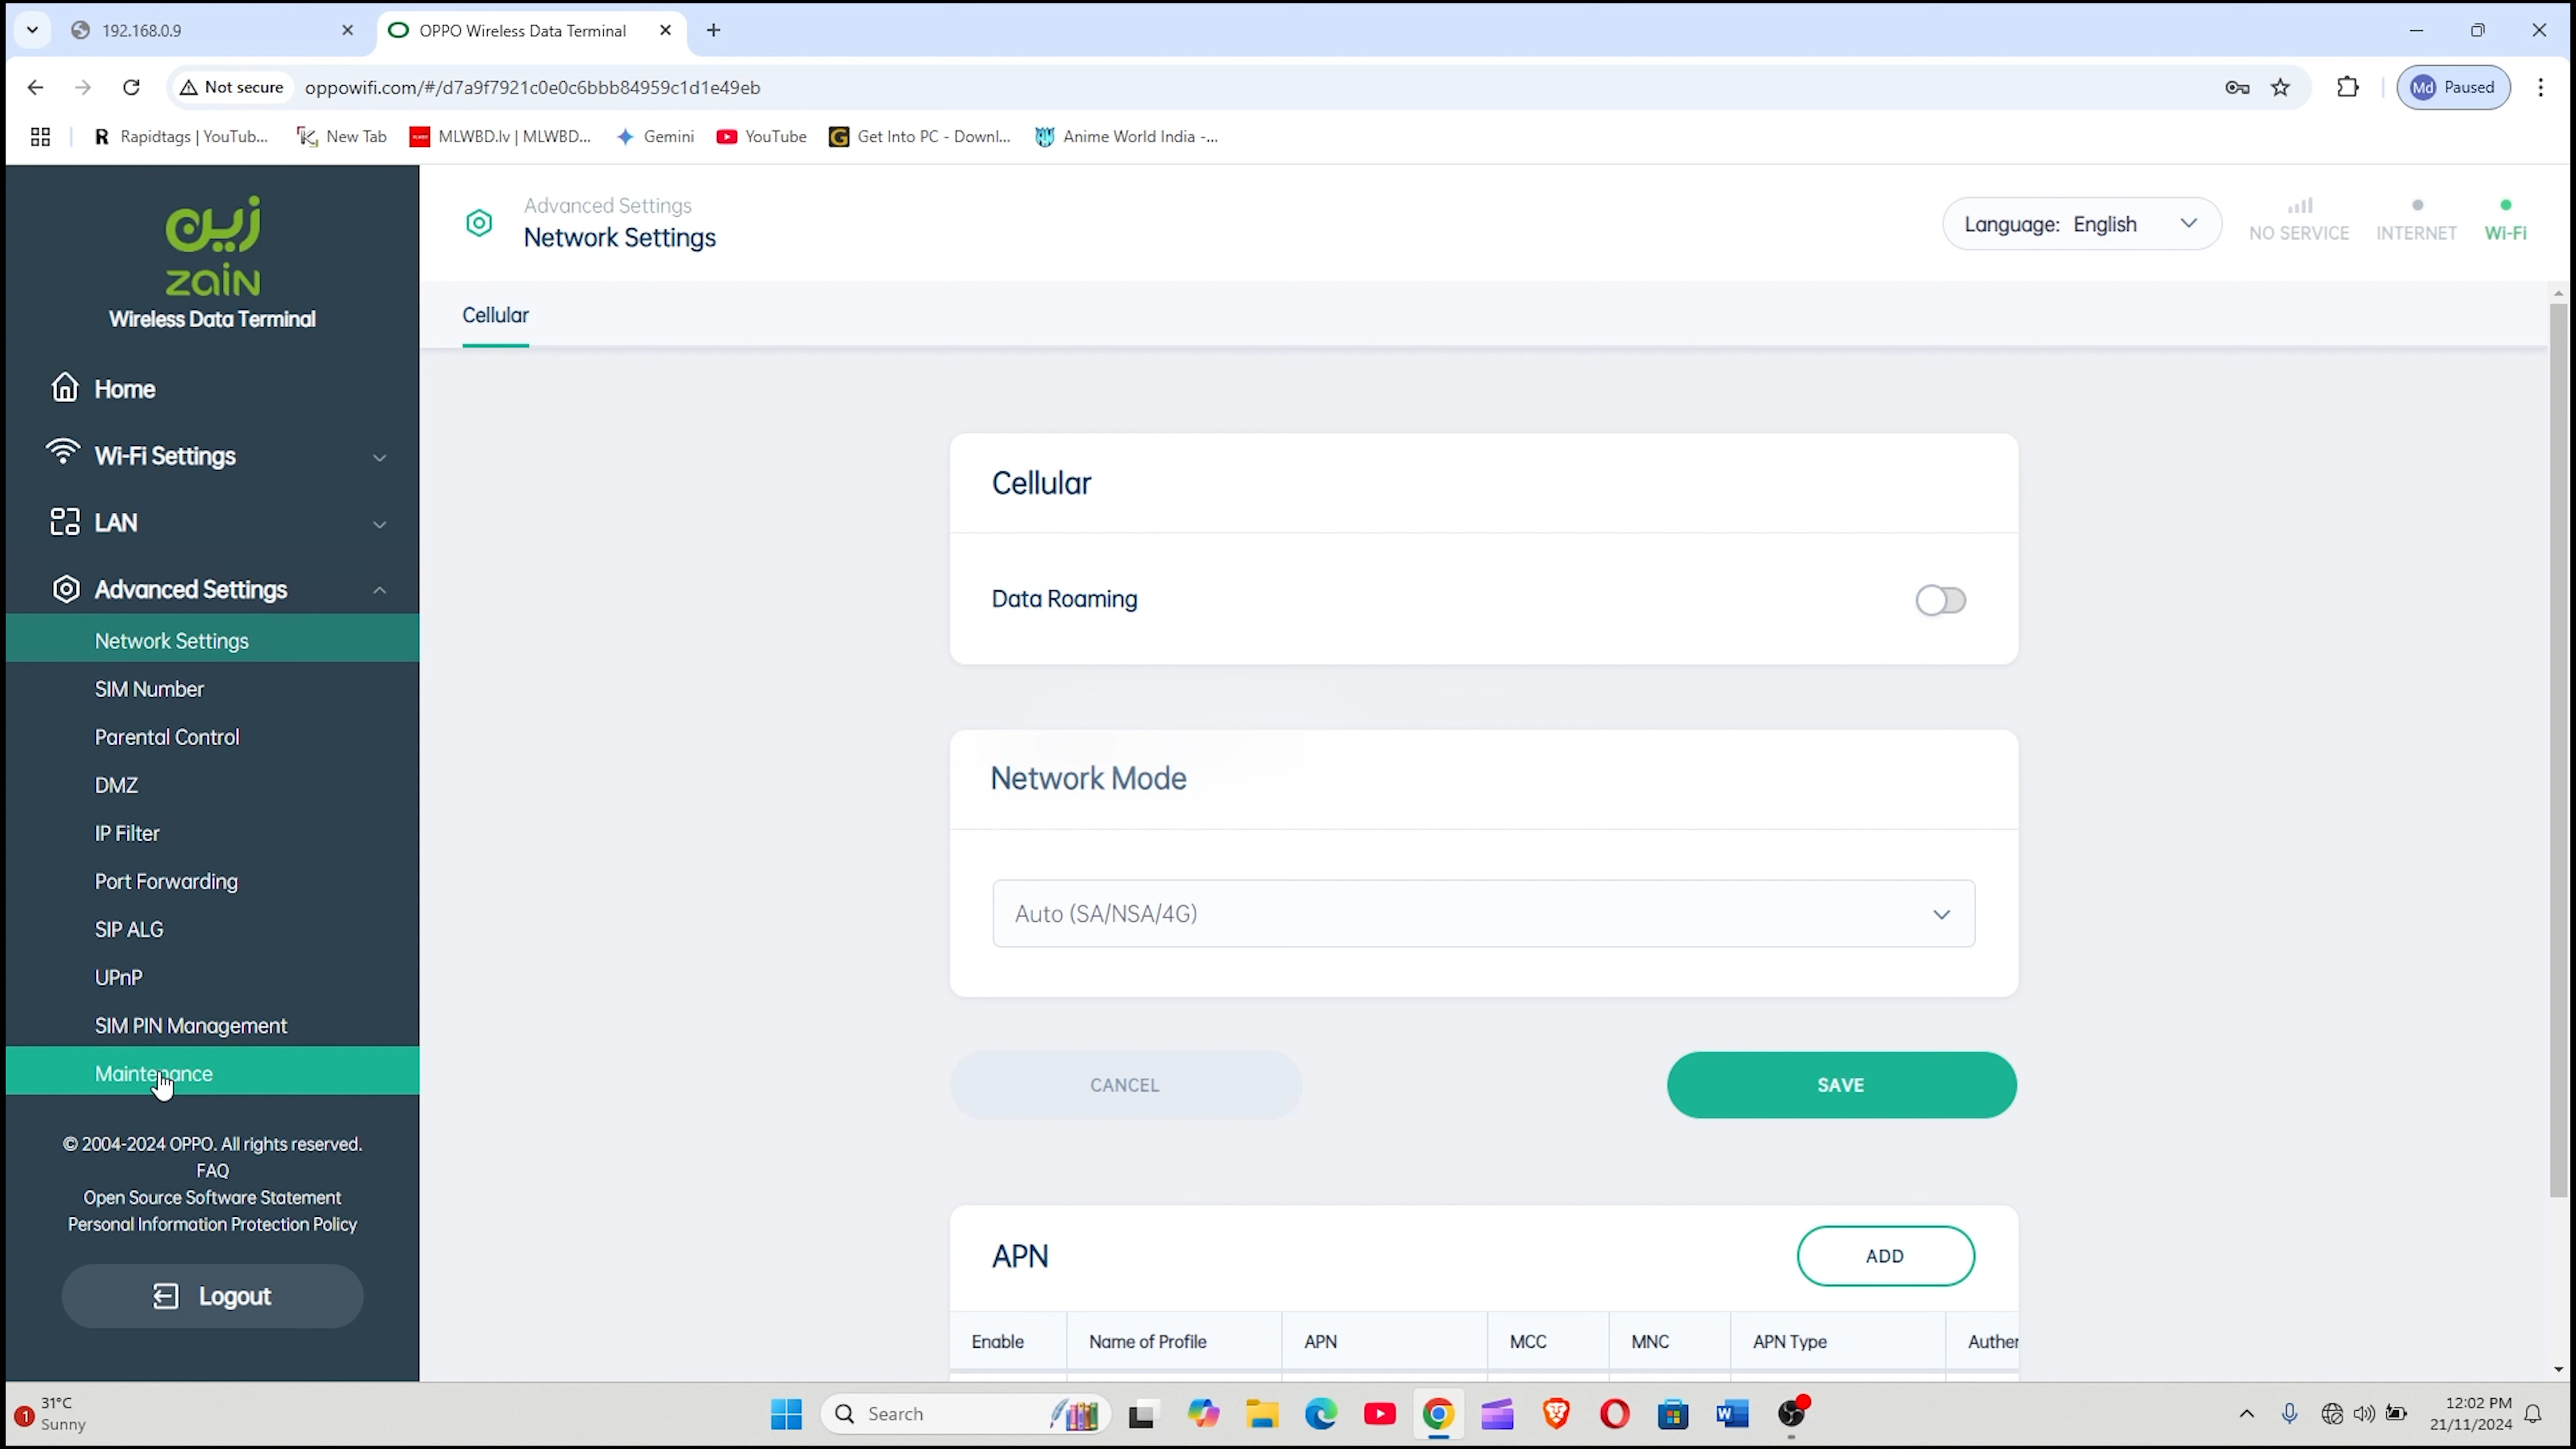 192.168.0.9
OPPO Wireless Data Terminal
Not secure
oppowifi.com/#/d7a9f7921c0e0c6bbb84959c1d1e49eb
Md
Paused
Rapidtags | YouTub...
New Tab
MLWBD.lv | MLWBD...
Gemini
YouTube
Get Into PC - Downl...
Anime World India -...
زين
zain
Wireless Data Terminal
Home
Wi-Fi Settings
LAN
Advanced Settings
Network Settings
SIM Number
Parental Control
DMZ
IP Filter
Port Forwarding
SIP ALG
UPnP
SIM PIN Management
Maintenance
© 2004-2024 OPPO. All rights reserved.
FAQ
Open Source Software Statement
Personal Information Protection Policy
Logout
Advanced Settings
Network Settings
Language: English
NO SERVICE
INTERNET
Wi-Fi
Cellular
Cellular
Data Roaming
Network Mode
Auto (SA/NSA/4G)
CANCEL
SAVE
APN
ADD
Enable
Name of Profile
APN
MCC
MNC
APN Type
Auther
1
31°C
Sunny
Search
12:02 PM
21/11/2024